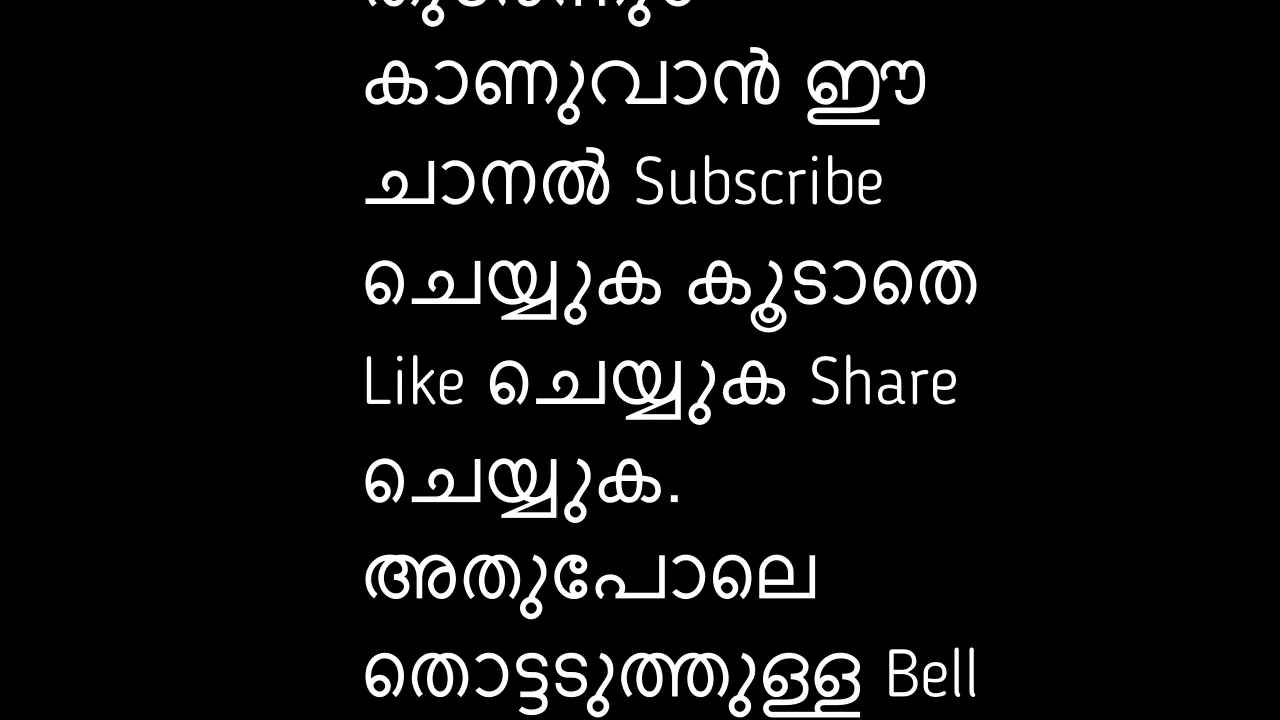 കാണുവാൻ ഈ
ചാനൽ Subscribe
ചെയ്യുക കൂടാതെ
Like ചെയ്യുക Share
ചെയ്യുക.
അതുപോലെ
തൊട്ടടുത്തുള്ള Bell